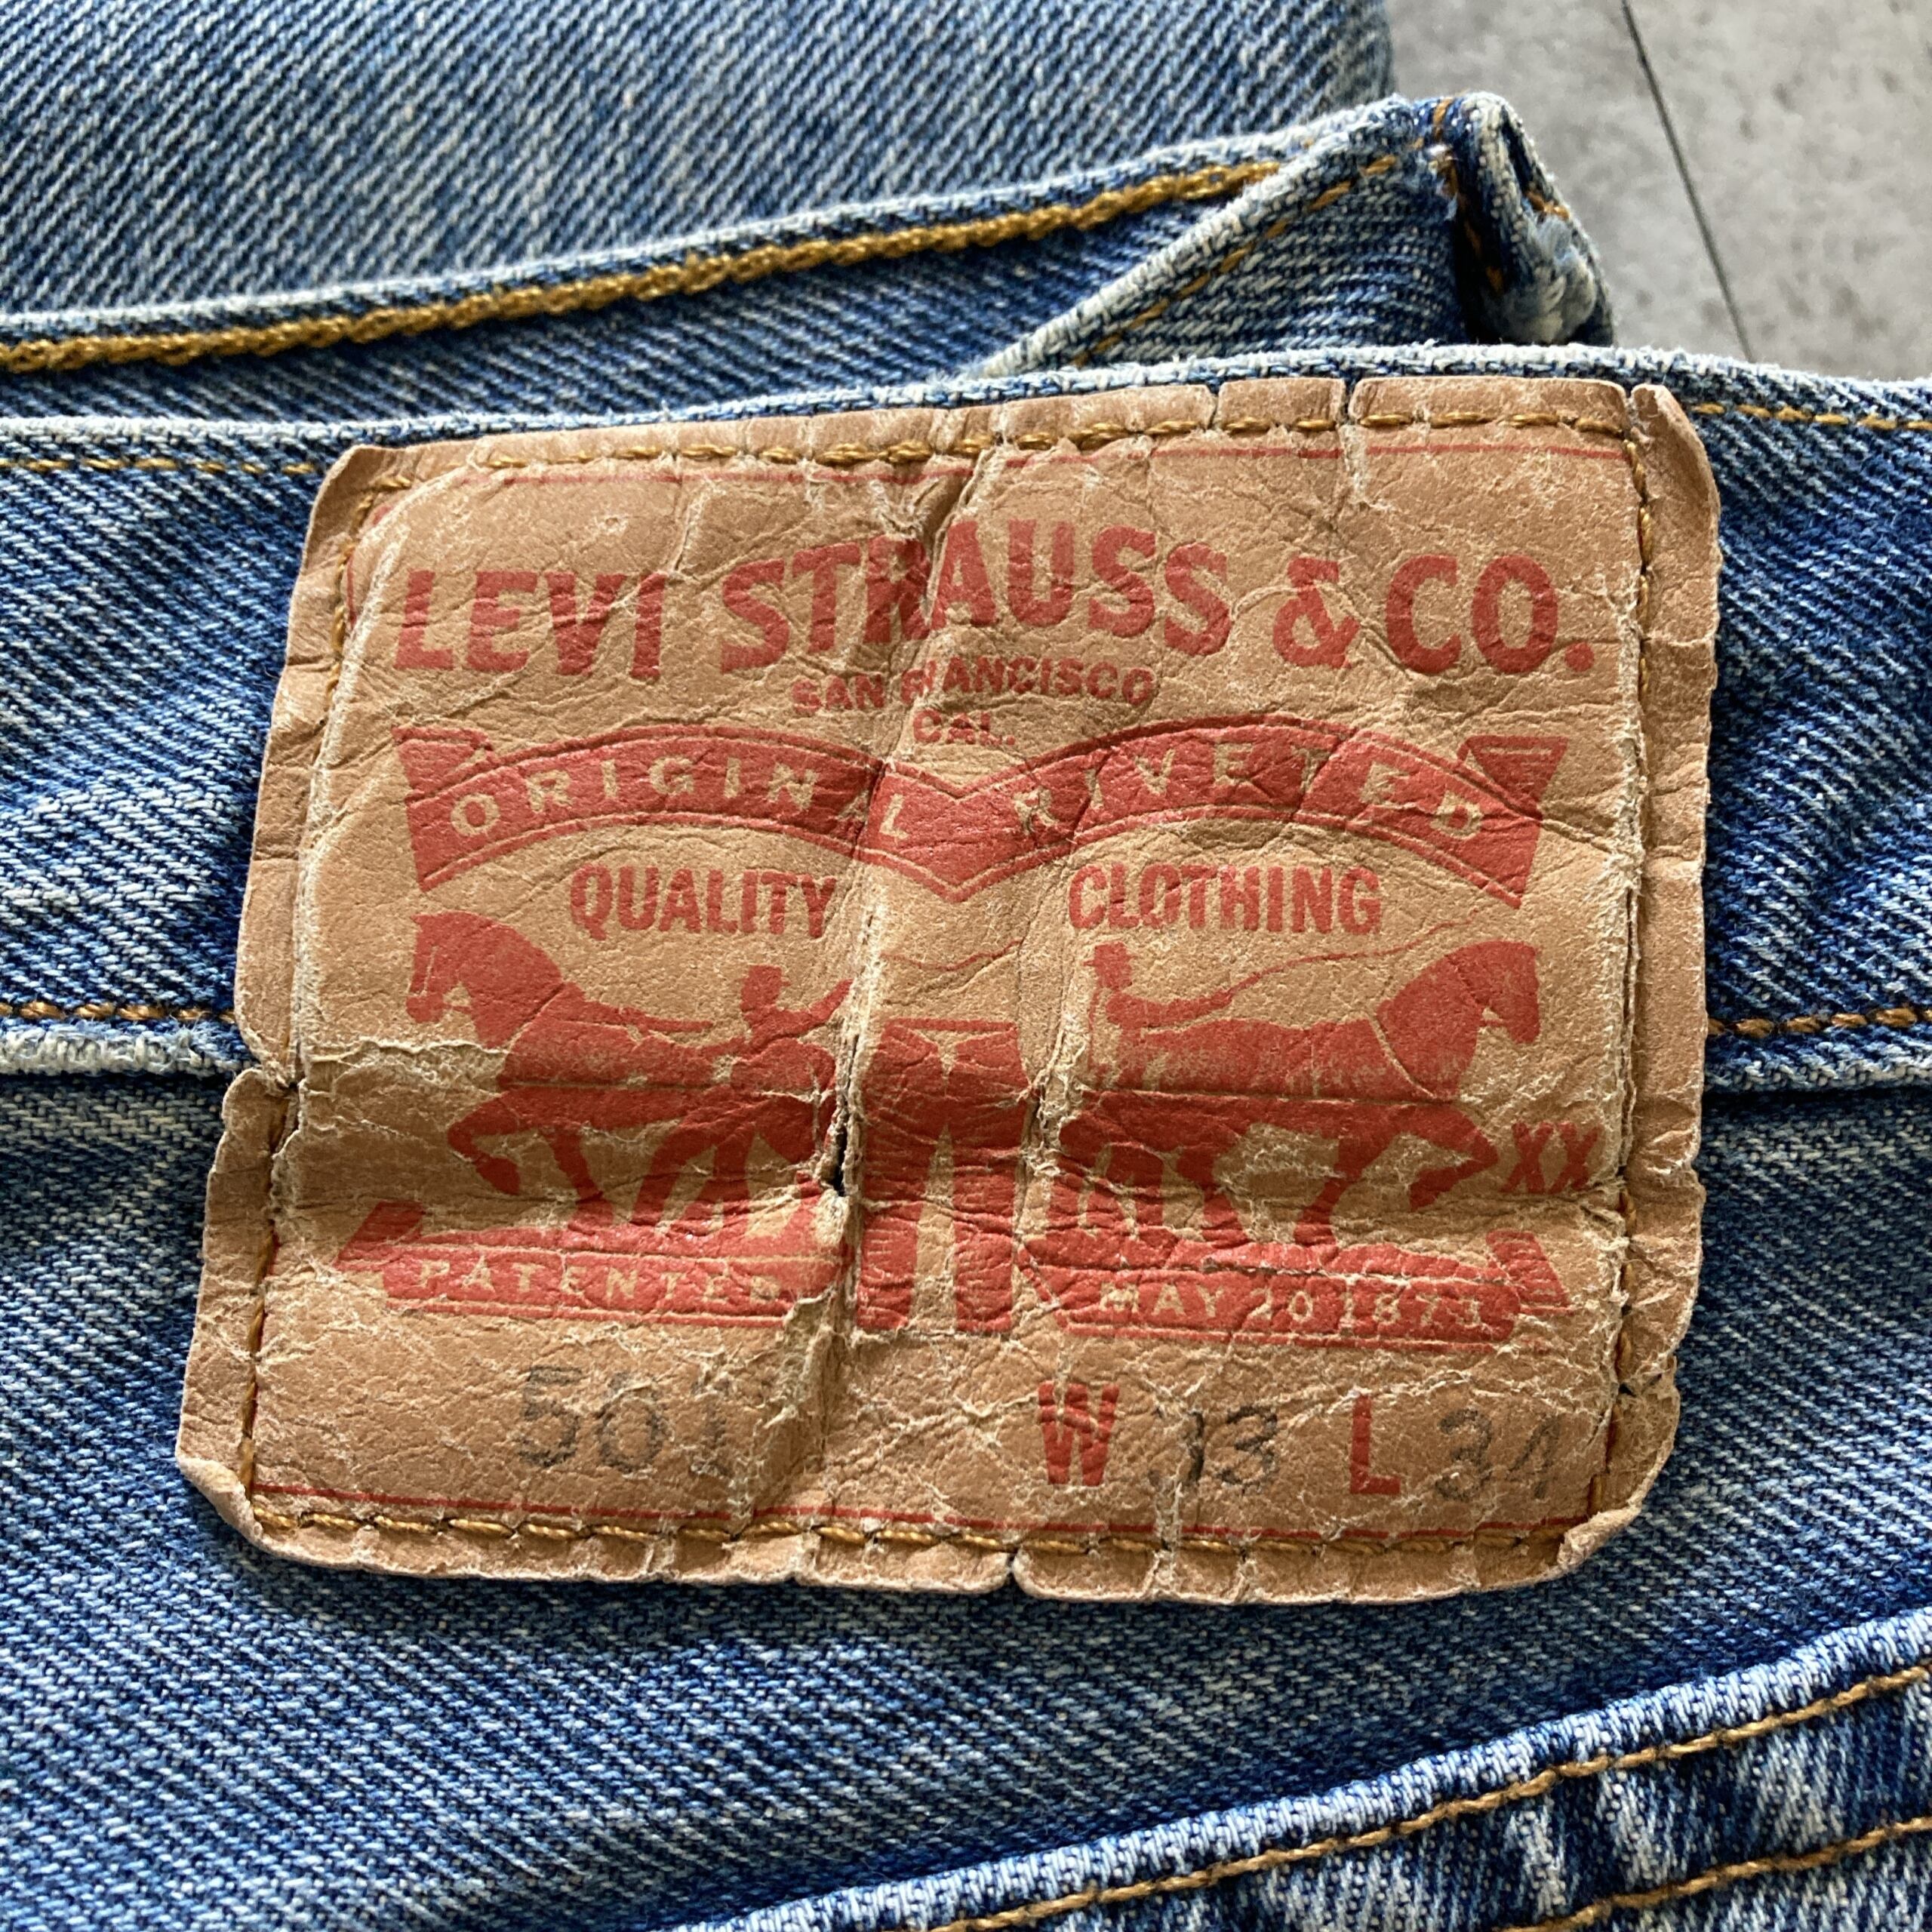 LEVI STRAUSS & CO.
SAN FRANCISCO
CAL.
ORIGINAL RIVETED
QUALITY CLOTHING
XX
PATENTED MAY 20 1873
501 W 33 L 34